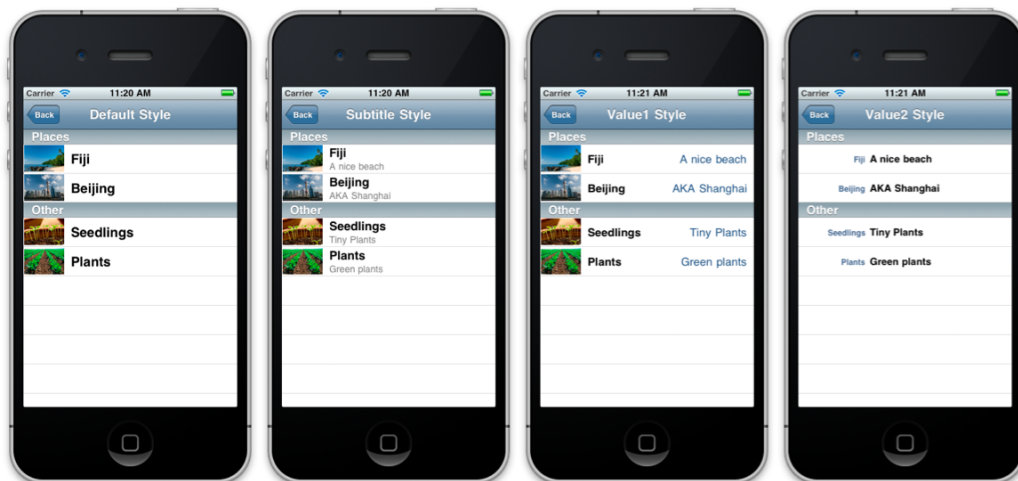 Carrier 11:20 AM
Back Default Style
Places
Fiji
Beijing
Other
Seedlings
Plants
Carrier 11:20 AM
Back Subtitle Style
Places
Fiji
A nice beach
Beijing
AKA Shanghai
Other
Seedlings
Tiny Plants
Plants
Green plants
Carrier 11:21 AM
Back Value1 Style
Places
Fiji A nice beach
Beijing AKA Shanghai
Other
Seedlings Tiny Plants
Plants Green plants
Carrier 11:21 AM
Back Value2 Style
Places
Fiji A nice beach
Beijing AKA Shanghai
Other
Seedlings Tiny Plants
Plants Green plants